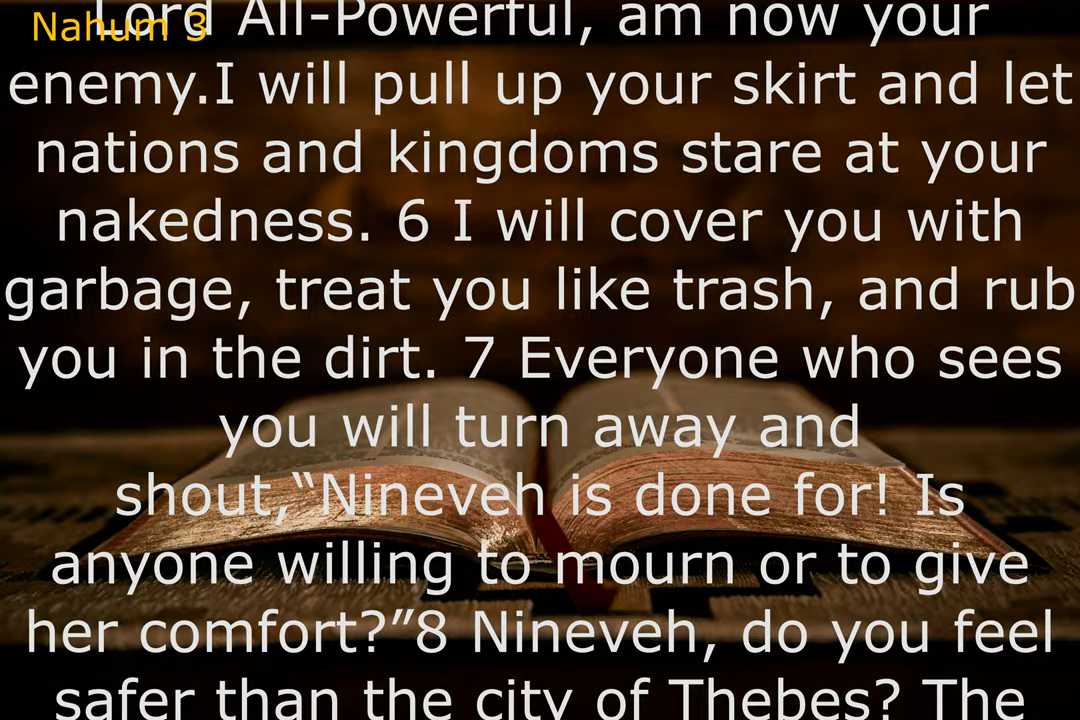 Nahum 3
Lord All-Powerful, am now your
enemy.I will pull up your skirt and let
nations and kingdoms stare at your
nakedness. 6 I will cover you with
garbage, treat you like trash, and rub
you in the dirt. 7 Everyone who sees
you will turn away and
shout,“Nineveh is done for! Is
anyone willing to mourn or to give
her comfort?”8 Nineveh, do you feel
safer than the city of Thebes? The